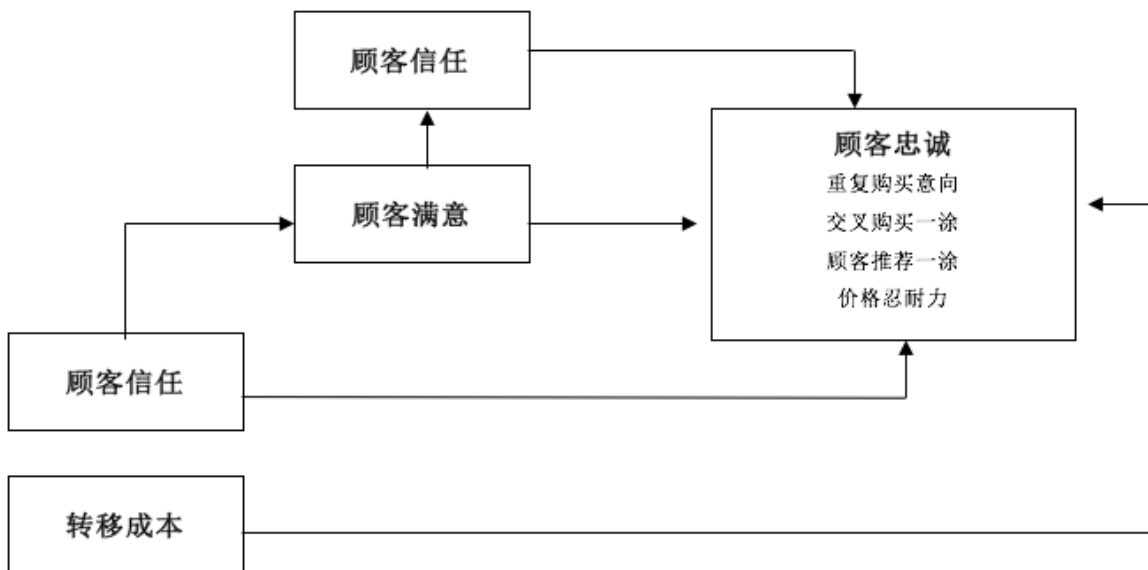 顾客信任
顾客忠诚
重复购买意向
交叉购买一涂
顾客推荐一涂
价格忍耐力
顾客满意
顾客信任
转移成本